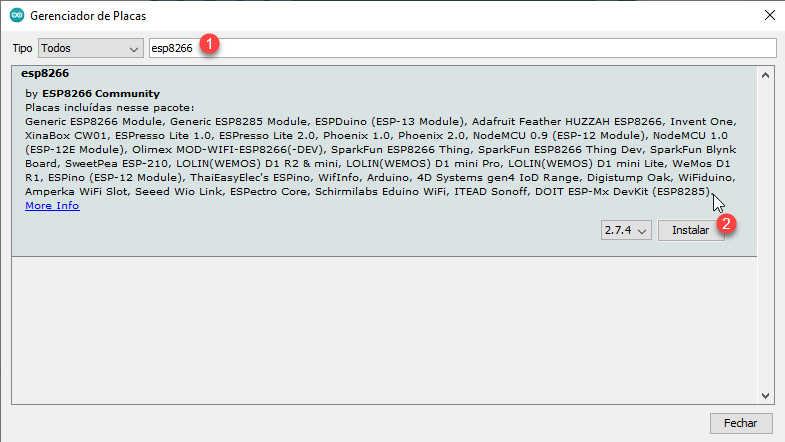 Gerenciador de Placas
Tipo Todos esp8266 1
esp8266
by ESP8266 Community
Placas incluídas nesse pacote:
Generic ESP8266 Module, Generic ESP8285 Module, ESPDuino (ESP-13 Module), Adafruit Feather HUZZAH ESP8266, Invent One,
XinaBox CW01, ESPresso Lite 1.0, ESPresso Lite 2.0, Phoenix 1.0, Phoenix 2.0, NodeMCU 0.9 (ESP-12 Module), NodeMCU 1.0
(ESP-12E Module), Olimex MOD-WIFI-ESP8266(-DEV), SparkFun ESP8266 Thing, SparkFun ESP8266 Thing Dev, SparkFun Blynk
Board, SweetPea ESP-210, LOLIN(WEMOS) D1 R2 & mini, LOLIN(WEMOS) D1 mini Pro, LOLIN(WEMOS) D1 mini Lite, WeMos D1
R1, ESPino (ESP-12 Module), ThaiEasyElec's ESPino, WifInfo, Arduino, 4D Systems gen4 IoD Range, Digistump Oak, WiFiduino,
Amperka WiFi Slot, Seeed Wio Link, ESPectro Core, Schirmilabs Eduino WiFi, ITEAD Sonoff, DOIT ESP-Mx DevKit (ESP8285).
More Info
2.7.4 Instalar 2
Fechar